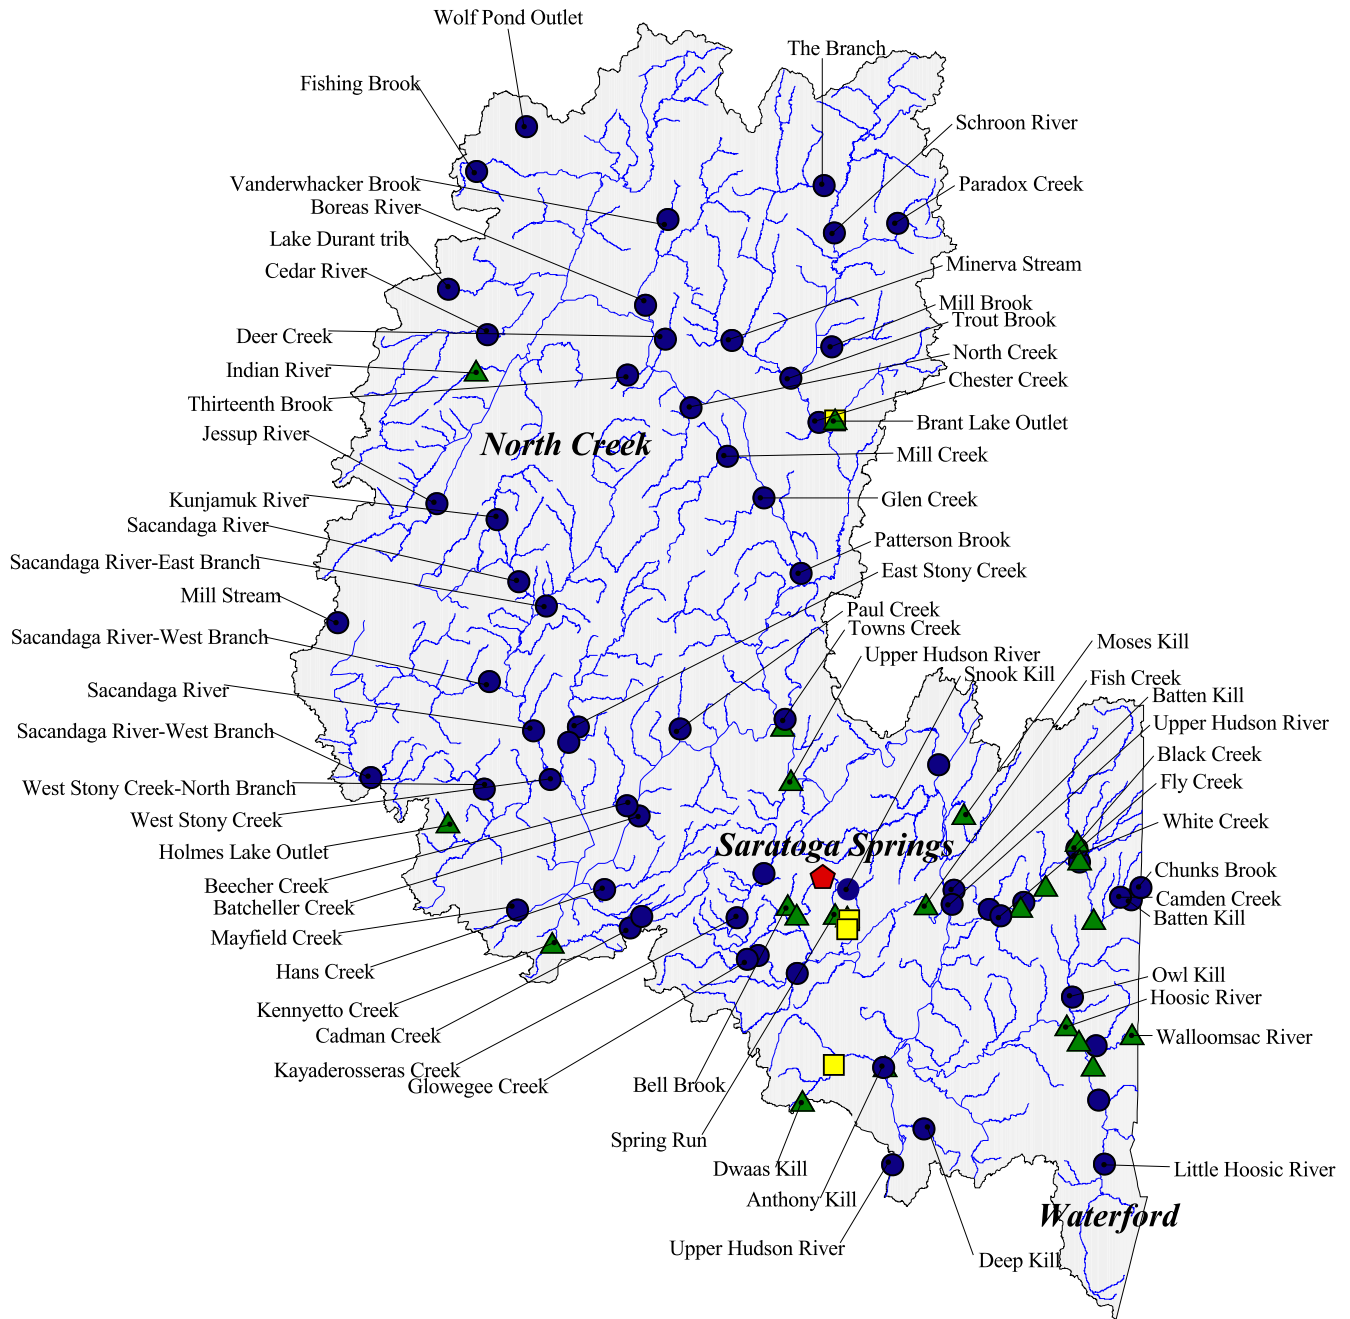 Wolf Pond Outlet
The Branch
Fishing Brook
Schroon River
Vanderwhacker Brook
Paradox Creek
Boreas River
Lake Durant trib
Cedar River
Minerva Stream
Mill Brook
Trout Brook
Deer Creek
North Creek
Indian River
Chester Creek
Thirteenth Brook
Brant Lake Outlet
Jessup River
North Creek
Mill Creek
Kunjamuk River
Glen Creek
Sacandaga River
Patterson Brook
Sacandaga River-East Branch
East Stony Creek
Mill Stream
Paul Creek
Towns Creek
Sacandaga River-West Branch
Moses Kill
Upper Hudson River
Snook Kill
Fish Creek
Sacandaga River
Batten Kill
Upper Hudson River
Sacandaga River-West Branch
Black Creek
Fly Creek
West Stony Creek-North Branch
West Stony Creek
White Creek
Holmes Lake Outlet
Saratoga Springs
Chunks Brook
Beecher Creek
Camden Creek
Batcheller Creek
Batten Kill
Mayfield Creek
Hans Creek
Owl Kill
Hoosic River
Kennyetto Creek
Cadman Creek
Walloomsac River
Kayaderosseras Creek
Glowegee Creek
Bell Brook
Spring Run
Dwaas Kill
Little Hoosic River
Anthony Kill
Waterford
Upper Hudson River
Deep Kill